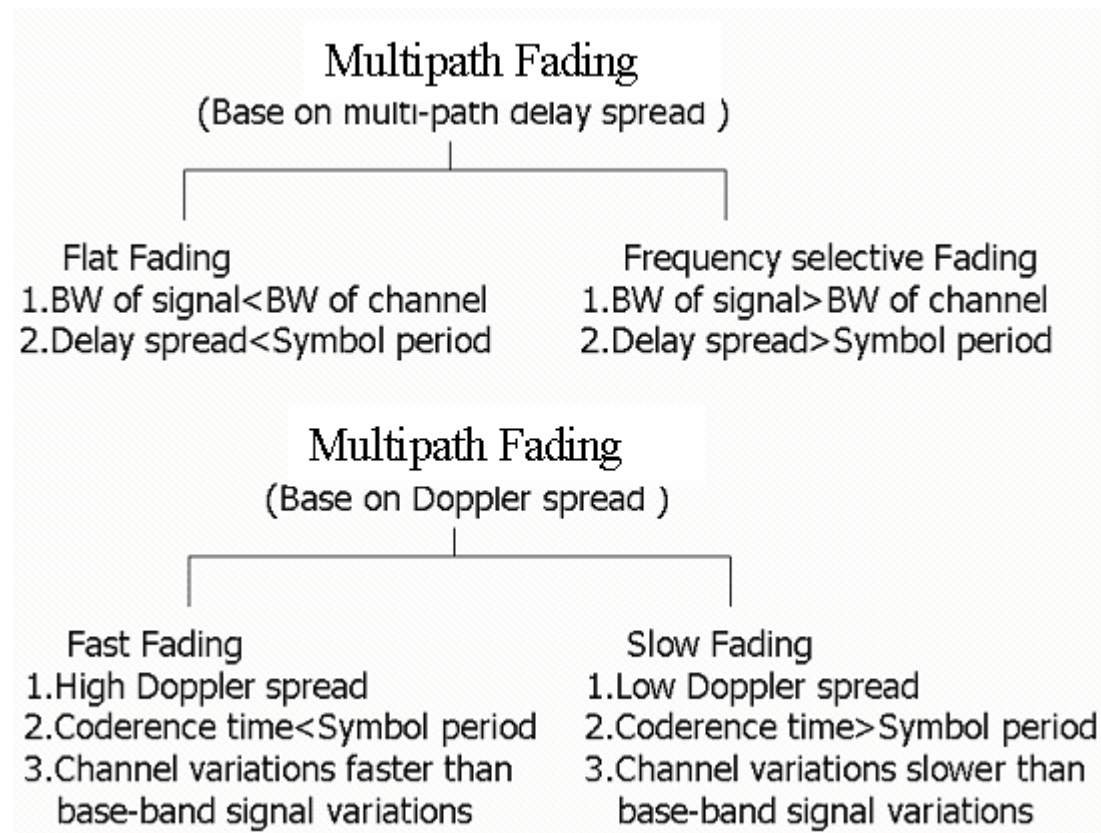 Multipath Fading
(Base on multi-path delay spread )
Flat Fading
1.BW of signal<BW of channel
2.Delay spread<Symbol period
Frequency selective Fading
1.BW of signal>BW of channel
2.Delay spread>Symbol period
Multipath Fading
(Base on Doppler spread )
Fast Fading
1.High Doppler spread
2.Coderence time<Symbol period
3.Channel variations faster than
base-band signal variations
Slow Fading
1.Low Doppler spread
2.Coderence time>Symbol period
3.Channel variations slower than
base-band signal variations